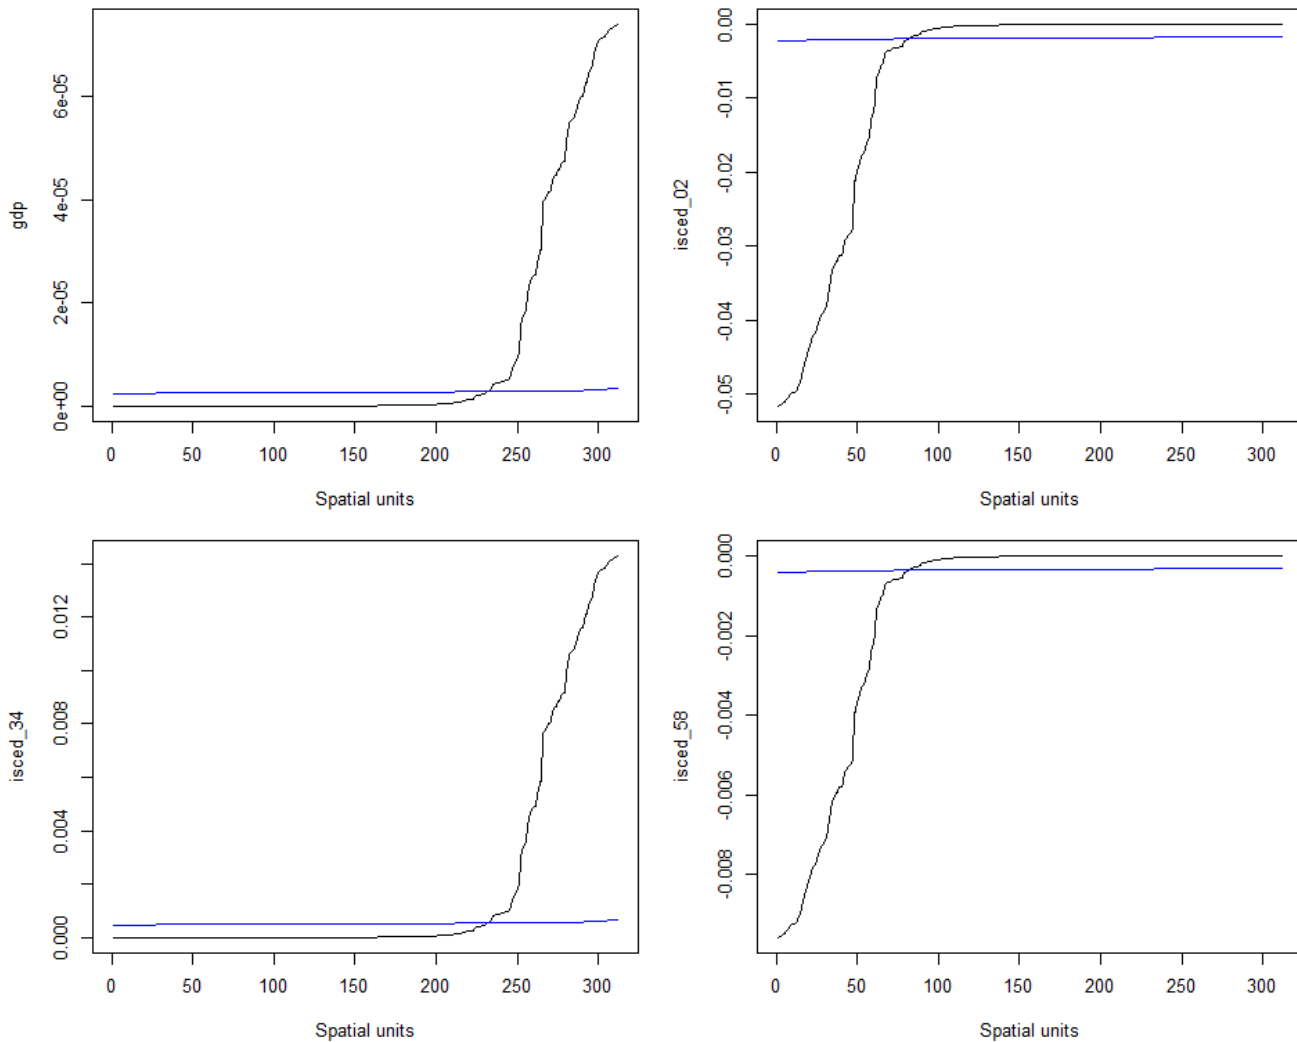 gdp
6e-05
4e-05
2e-05
0e+00
0 50 100 150 200 250 300
Spatial units
isced_02
0.00
-0.01
-0.02
-0.03
-0.04
-0.05
0 50 100 150 200 250 300
Spatial units
isced_34
0.012
0.008
0.004
0.000
0 50 100 150 200 250 300
Spatial units
isced_58
0.000
-0.002
-0.004
-0.006
-0.008
0 50 100 150 200 250 300
Spatial units